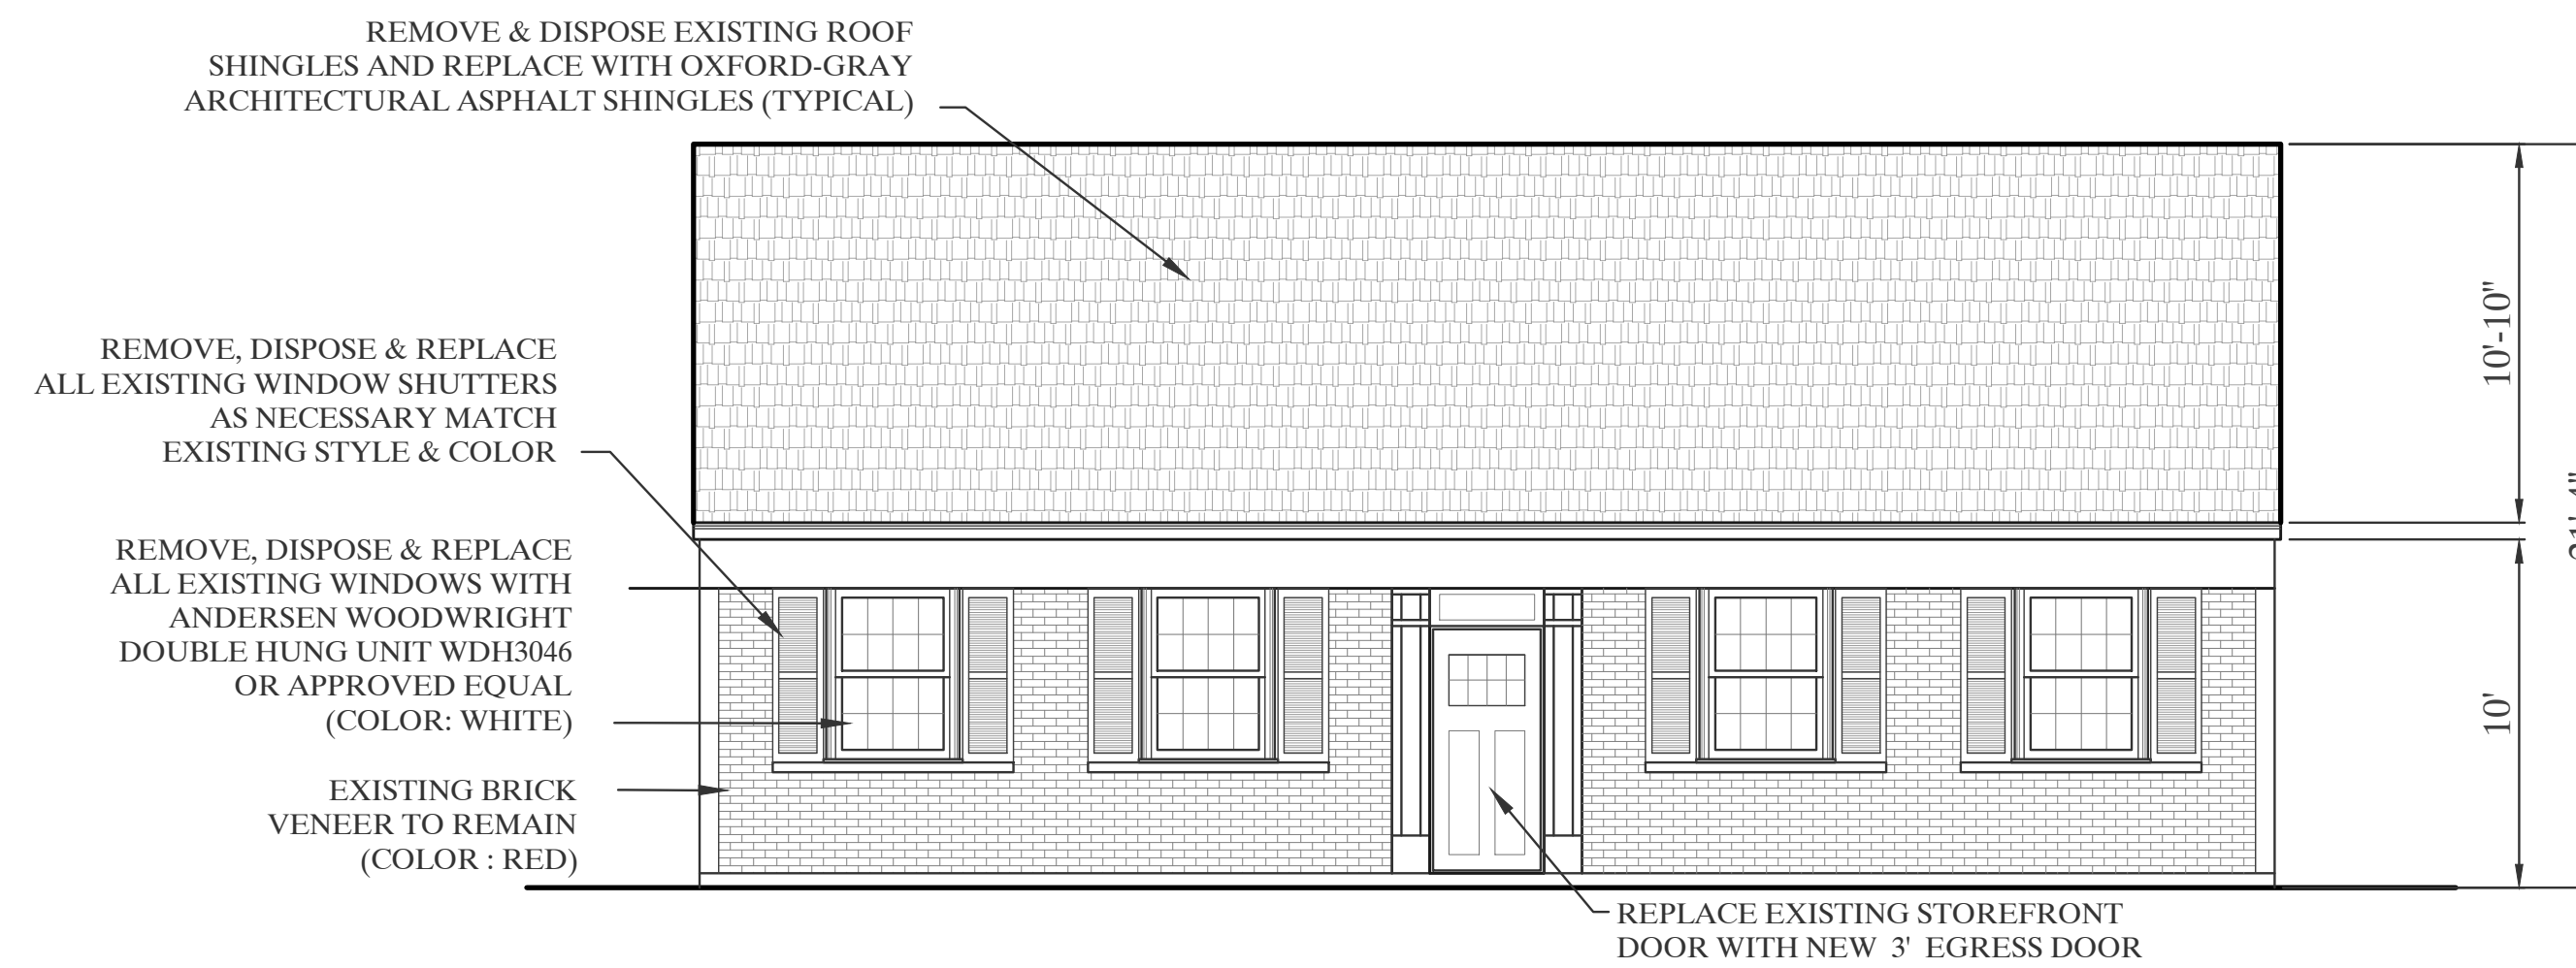 REMOVE & DISPOSE EXISTING ROOF
SHINGLES AND REPLACE WITH OXFORD-GRAY
ARCHITECTURAL ASPHALT SHINGLES (TYPICAL)
REMOVE, DISPOSE & REPLACE
ALL EXISTING WINDOW SHUTTERS
AS NECESSARY MATCH
EXISTING STYLE & COLOR
REMOVE, DISPOSE & REPLACE
ALL EXISTING WINDOWS WITH
ANDERSEN WOODWRIGHT
DOUBLE HUNG UNIT WDH3046
OR APPROVED EQUAL
(COLOR: WHITE)
EXISTING BRICK
VENEER TO REMAIN
(COLOR : RED)
10'-10"
10'
REPLACE EXISTING STOREFRONT
DOOR WITH NEW 3' EGRESS DOOR